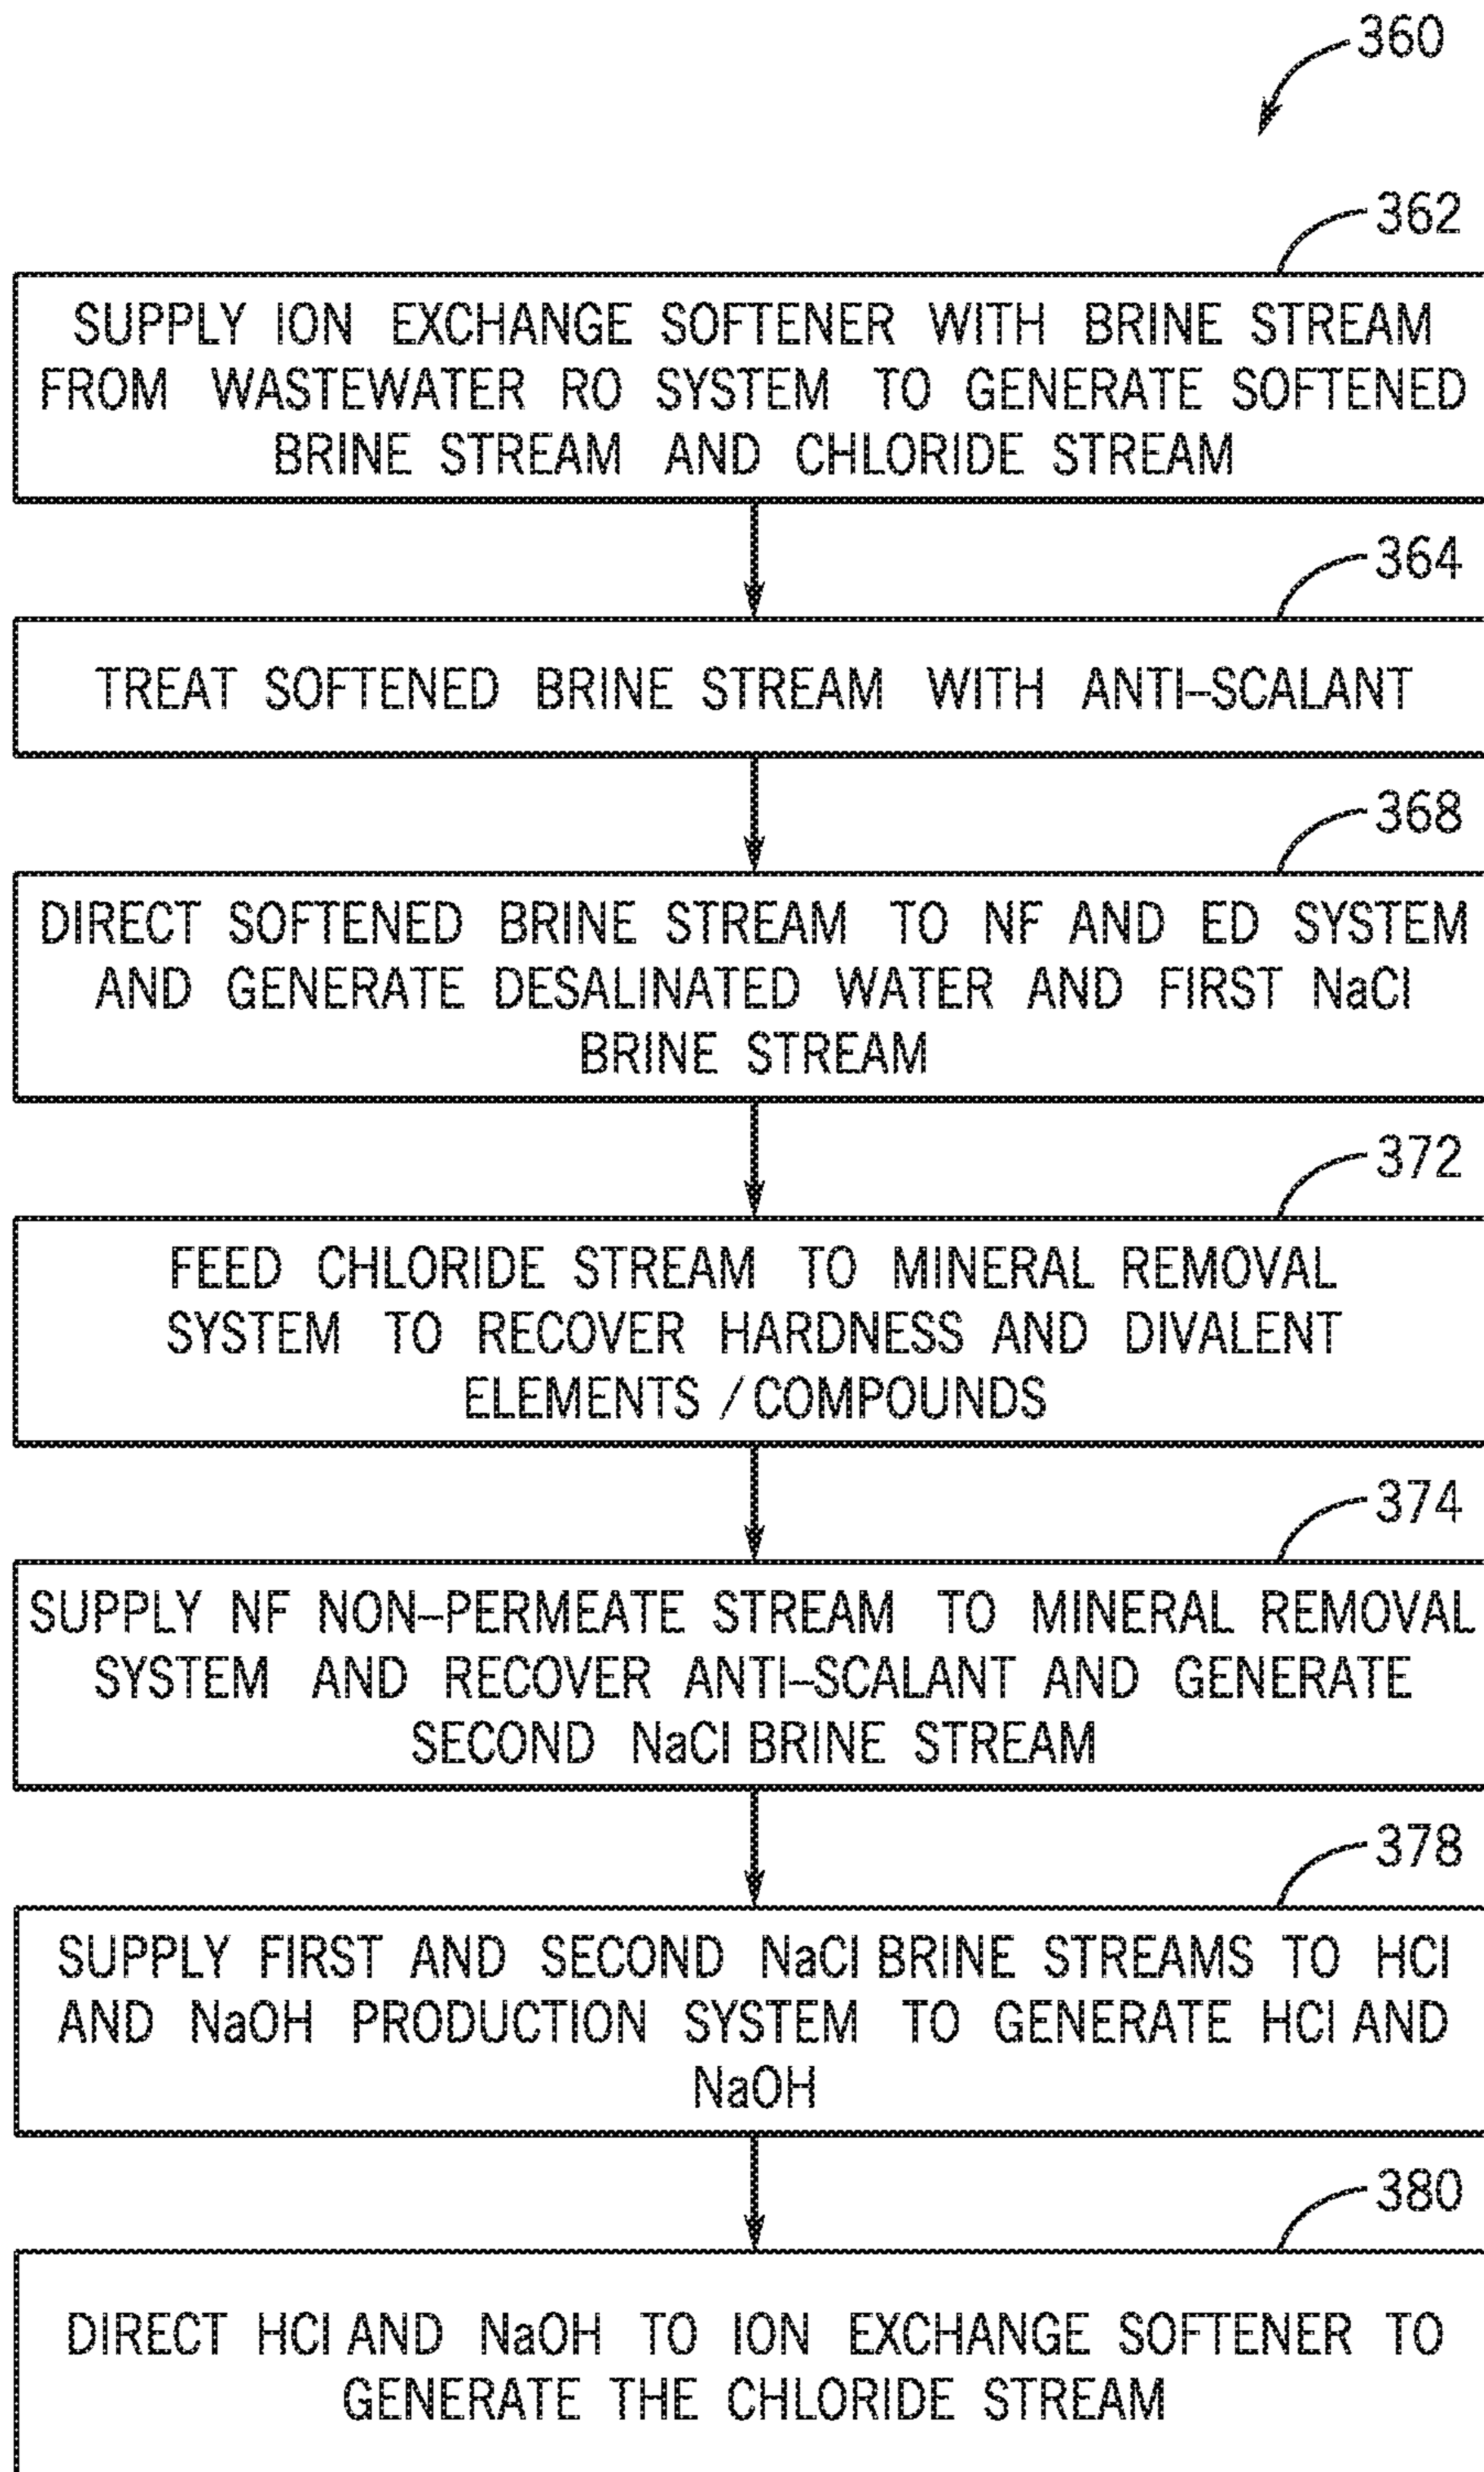 360
362
SUPPLY ION EXCHANGE SOFTENER WITH BRINE STREAM
FROM WASTEWATER RO SYSTEM TO GENERATE SOFTENED
BRINE STREAM AND CHLORIDE STREAM
364
TREAT SOFTENED BRINE STREAM WITH ANTI-SCALANT
368
DIRECT SOFTENED BRINE STREAM TO NF AND ED SYSTEM
AND GENERATE DESALINATED WATER AND FIRST NaCl
BRINE STREAM
372
FEED CHLORIDE STREAM TO MINERAL REMOVAL
SYSTEM TO RECOVER HARDNESS AND DIVALENT
ELEMENTS / COMPOUNDS
374
SUPPLY NF NON-PERMEATE STREAM TO MINERAL REMOVAL
SYSTEM AND RECOVER ANTI-SCALANT AND GENERATE
SECOND NaCl BRINE STREAM
378
SUPPLY FIRST AND SECOND NaCl BRINE STREAMS TO HCl
AND NaOH PRODUCTION SYSTEM TO GENERATE HCl AND
NaOH
380
DIRECT HCl AND NaOH TO ION EXCHANGE SOFTENER TO
GENERATE THE CHLORIDE STREAM